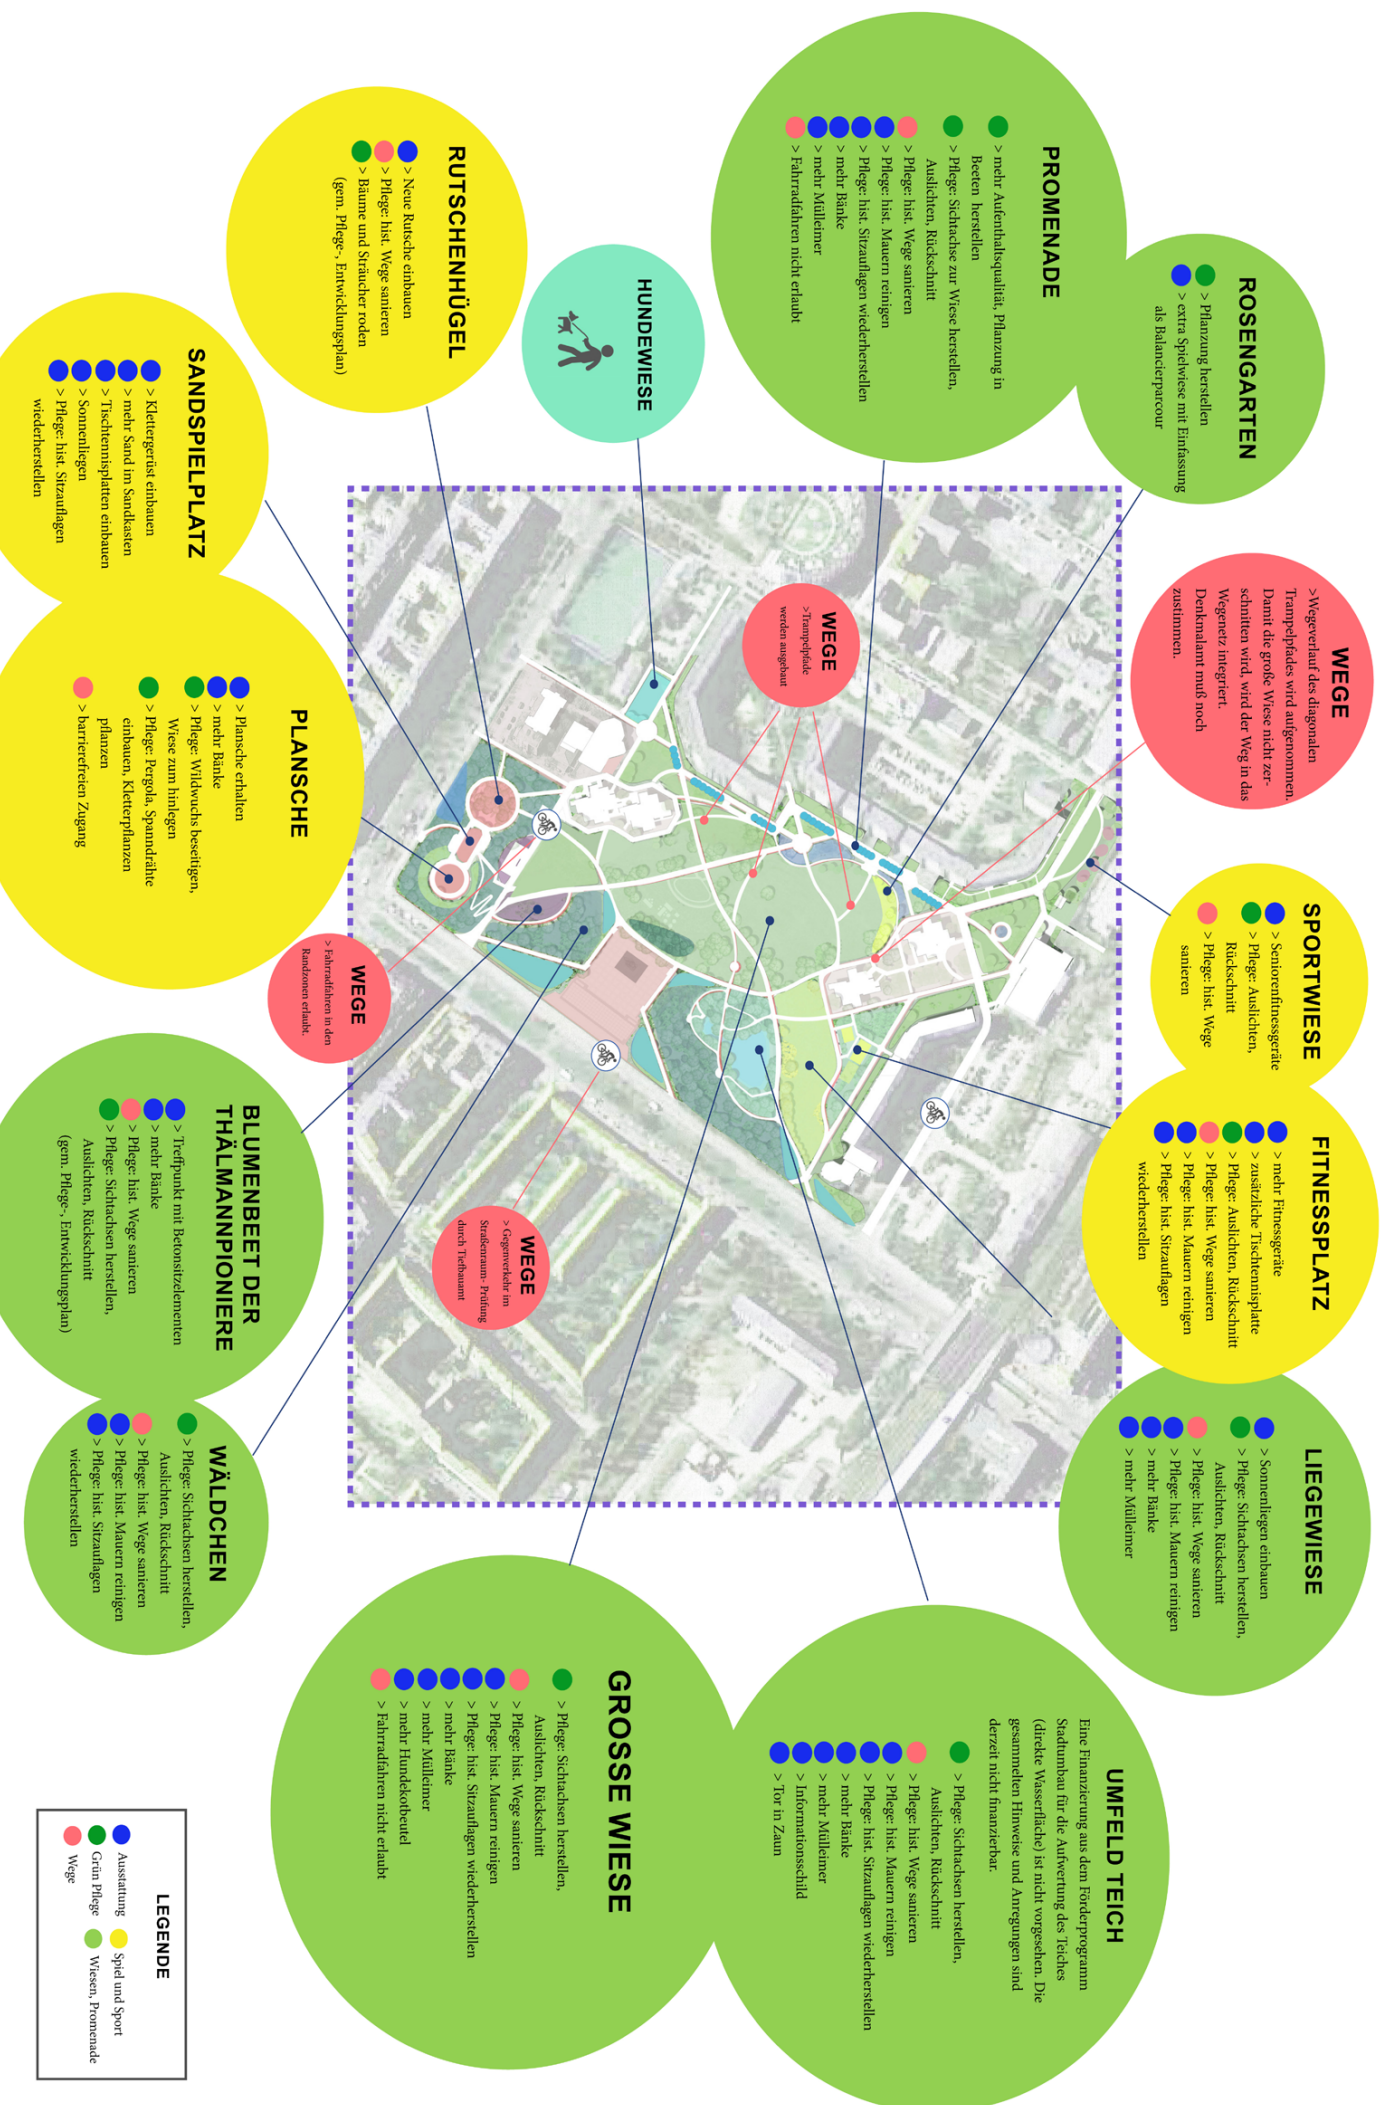 ROSENGARTEN
> Pflanzung herstellen
> extra Spielwiese mit Einfassung
als Balancierparcour
WEGE
>Wegeverlauf des diagonalen
Trampelpfades wird aufgenommen.
Damit die große Wiese nicht zer-
schnitten wird, wird der Weg in das
Wegenetz integriert.
Denkmalamt muß noch
zustimmen.
SPORTWIESE
> Seniorenfitnessgeräte
> Pflege: Auslichten,
Rückschnitt
> Pflege: hist. Wege
sanieren
FITNESSPLATZ
> mehr Fitnessgeräte
> zusätzliche Tischtennisplatte
> Pflege: Auslichten, Rückschnitt
> Pflege: hist. Wege sanieren
> Pflege: hist. Mauern reinigen
> Pflege: hist. Sitzauflagen
wiederherstellen
LIEGEWIESE
> Sonnenliegen einbauen
> Pflege: Sichtachsen herstellen,
Auslichten, Rückschnitt
> Pflege: hist. Wege sanieren
> Pflege: hist. Mauern reinigen
> mehr Bänke
> mehr Mülleimer
PROMENADE
> mehr Aufenthaltsqualität, Pflanzung in
Beeten herstellen
> Pflege: Sichtachse zur Wiese herstellen,
Auslichten, Rückschnitt
> Pflege: hist. Wege sanieren
> Pflege: hist. Mauern reinigen
> Pflege: hist. Sitzauflagen wiederherstellen
> mehr Bänke
> mehr Mülleimer
> Fahrradfahren nicht erlaubt
WEGE
>Trampelpfade
werden ausgebaut
UMFELD TEICH
Eine Finanzierung aus dem Förderprogramm
Stadtumbau für die Aufwertung des Teiches
(direkte Wasserfläche) ist nicht vorgesehen. Die
gesammelten Hinweise und Anregungen sind
derzeit nicht finanzierbar.
> Pflege: Sichtachsen herstellen,
Auslichten, Rückschnitt
> Pflege: hist. Wege sanieren
> Pflege: hist. Mauern reinigen
> Pflege: hist. Sitzauflagen wiederherstellen
> mehr Bänke
> mehr Mülleimer
> Informationsschild
> Tor in Zaun
HUNDEWIESE
GROSSE WIESE
> Pflege: Sichtachsen herstellen,
Auslichten, Rückschnitt
> Pflege: hist. Wege sanieren
> Pflege: hist. Mauern reinigen
> Pflege: hist. Sitzauflagen wiederherstellen
> mehr Bänke
> mehr Mülleimer
> mehr Hundekotbeutel
> Fahrradfahren nicht erlaubt
WEGE
> Gegenverkehr im
Straßenraum- Prüfung
durch Tiefbauamt
RUTSCHENHÜGEL
> Neue Rutsche einbauen
> Pflege: hist. Wege sanieren
> Bäume und Sträucher roden
(gem. Pflege-, Entwicklungsplan)
WEGE
> Fahrradfahren in den
Randzonen erlaubt.
SANDSPIELPLATZ
> Klettergerüst einbauen
> mehr Sand im Sandkasten
> Tischtennisplatten einbauen
> Sonnenliegen
> Pflege: hist. Sitzauflagen
wiederherstellen
PLANSCHE
> Plansche erhalten
> mehr Bänke
> Pflege: Wildwuchs beseitigen,
Wiese zum hinlegen
> Pflege: Pergola, Spanndrähte
einbauen, Kletterpflanzen
pflanzen
> barrierefreien Zugang
BLUMENBEET DER
THÄLMANNPIONIERE
> Treffpunkt mit Betonsitzelementen
> mehr Bänke
> Pflege: hist. Wege sanieren
> Pflege: Sichtachsen herstellen,
Auslichten, Rückschnitt
(gem. Pflege-, Entwicklungsplan)
WÄLDCHEN
> Pflege: Sichtachsen herstellen,
Auslichten, Rückschnitt
> Pflege: hist. Wege sanieren
> Pflege: hist. Mauern reinigen
> Pflege: hist. Sitzauflagen
wiederherstellen
LEGENDE
Ausstattung
Grün Pflege
Wege
Spiel und Sport
Wiesen, Promenade